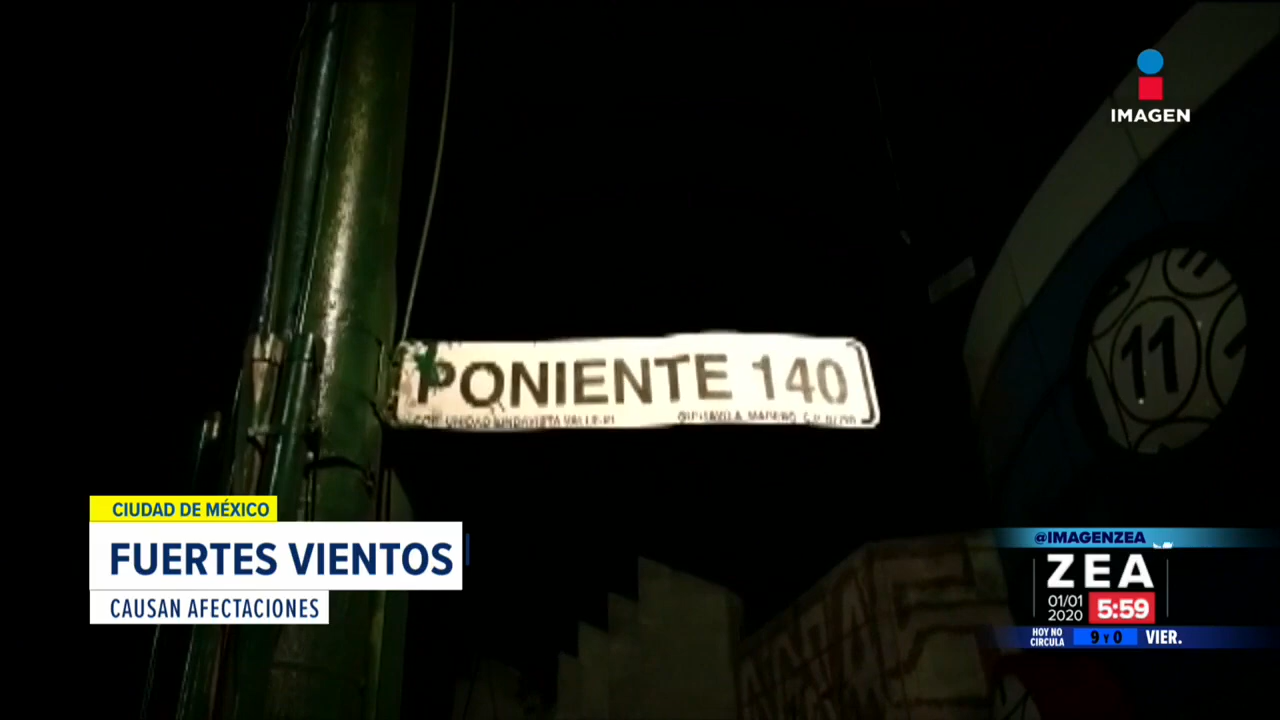 IMAGEN
11
PONIENTE 140
CIUDAD DE MÉXICO
FUERTES VIENTOS
CAUSAN AFECTACIONES
@IMAGENZEA
ZEA
01/01
2020
5:59
HOY NO
CIRCULA
9 Y 0
VIER.